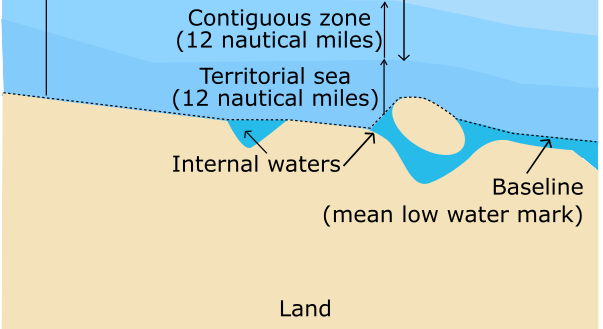 Contiguous zone
(12 nautical miles)
Territorial sea
(12 nautical miles)
Internal waters
Baseline
(mean low water mark)
Land